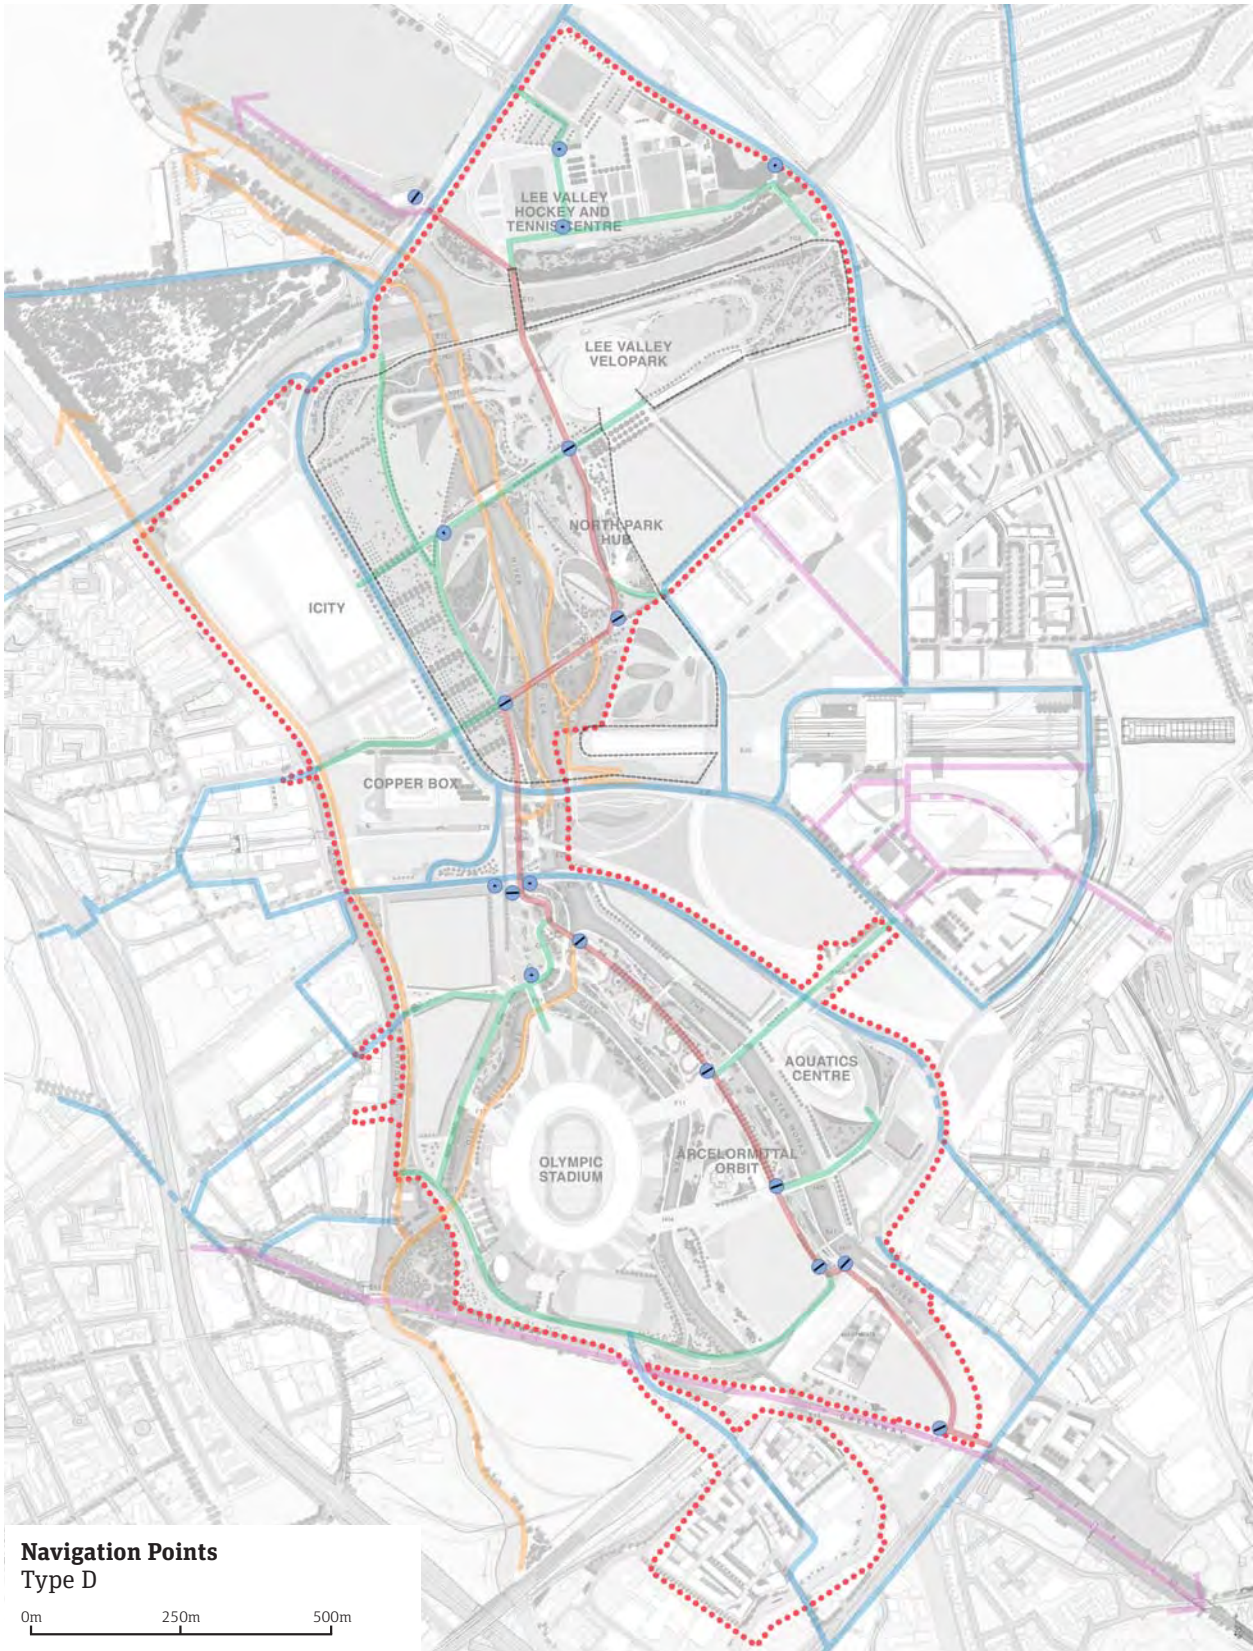 LEE VALLEY
HOCKEY AND
TENNIS CENTRE
LEE VALLEY
VELOPARK
NORTH PARK
HUB
ICITY
COPPER BOX
AQUATICS
CENTRE
ARCELORMITTAL
ORBIT
OLYMPIC
STADIUM
Navigation Points
Type D
0m 250m 500m